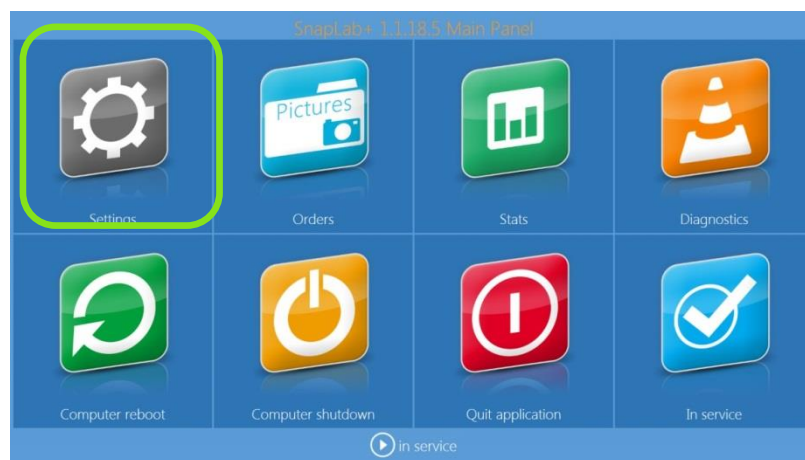 SnapLab+ 1.1.18.5 Main Panel
Pictures
Settings
Orders
Stats
Diagnostics
Computer reboot
Computer shutdown
Quit application
In service
in service